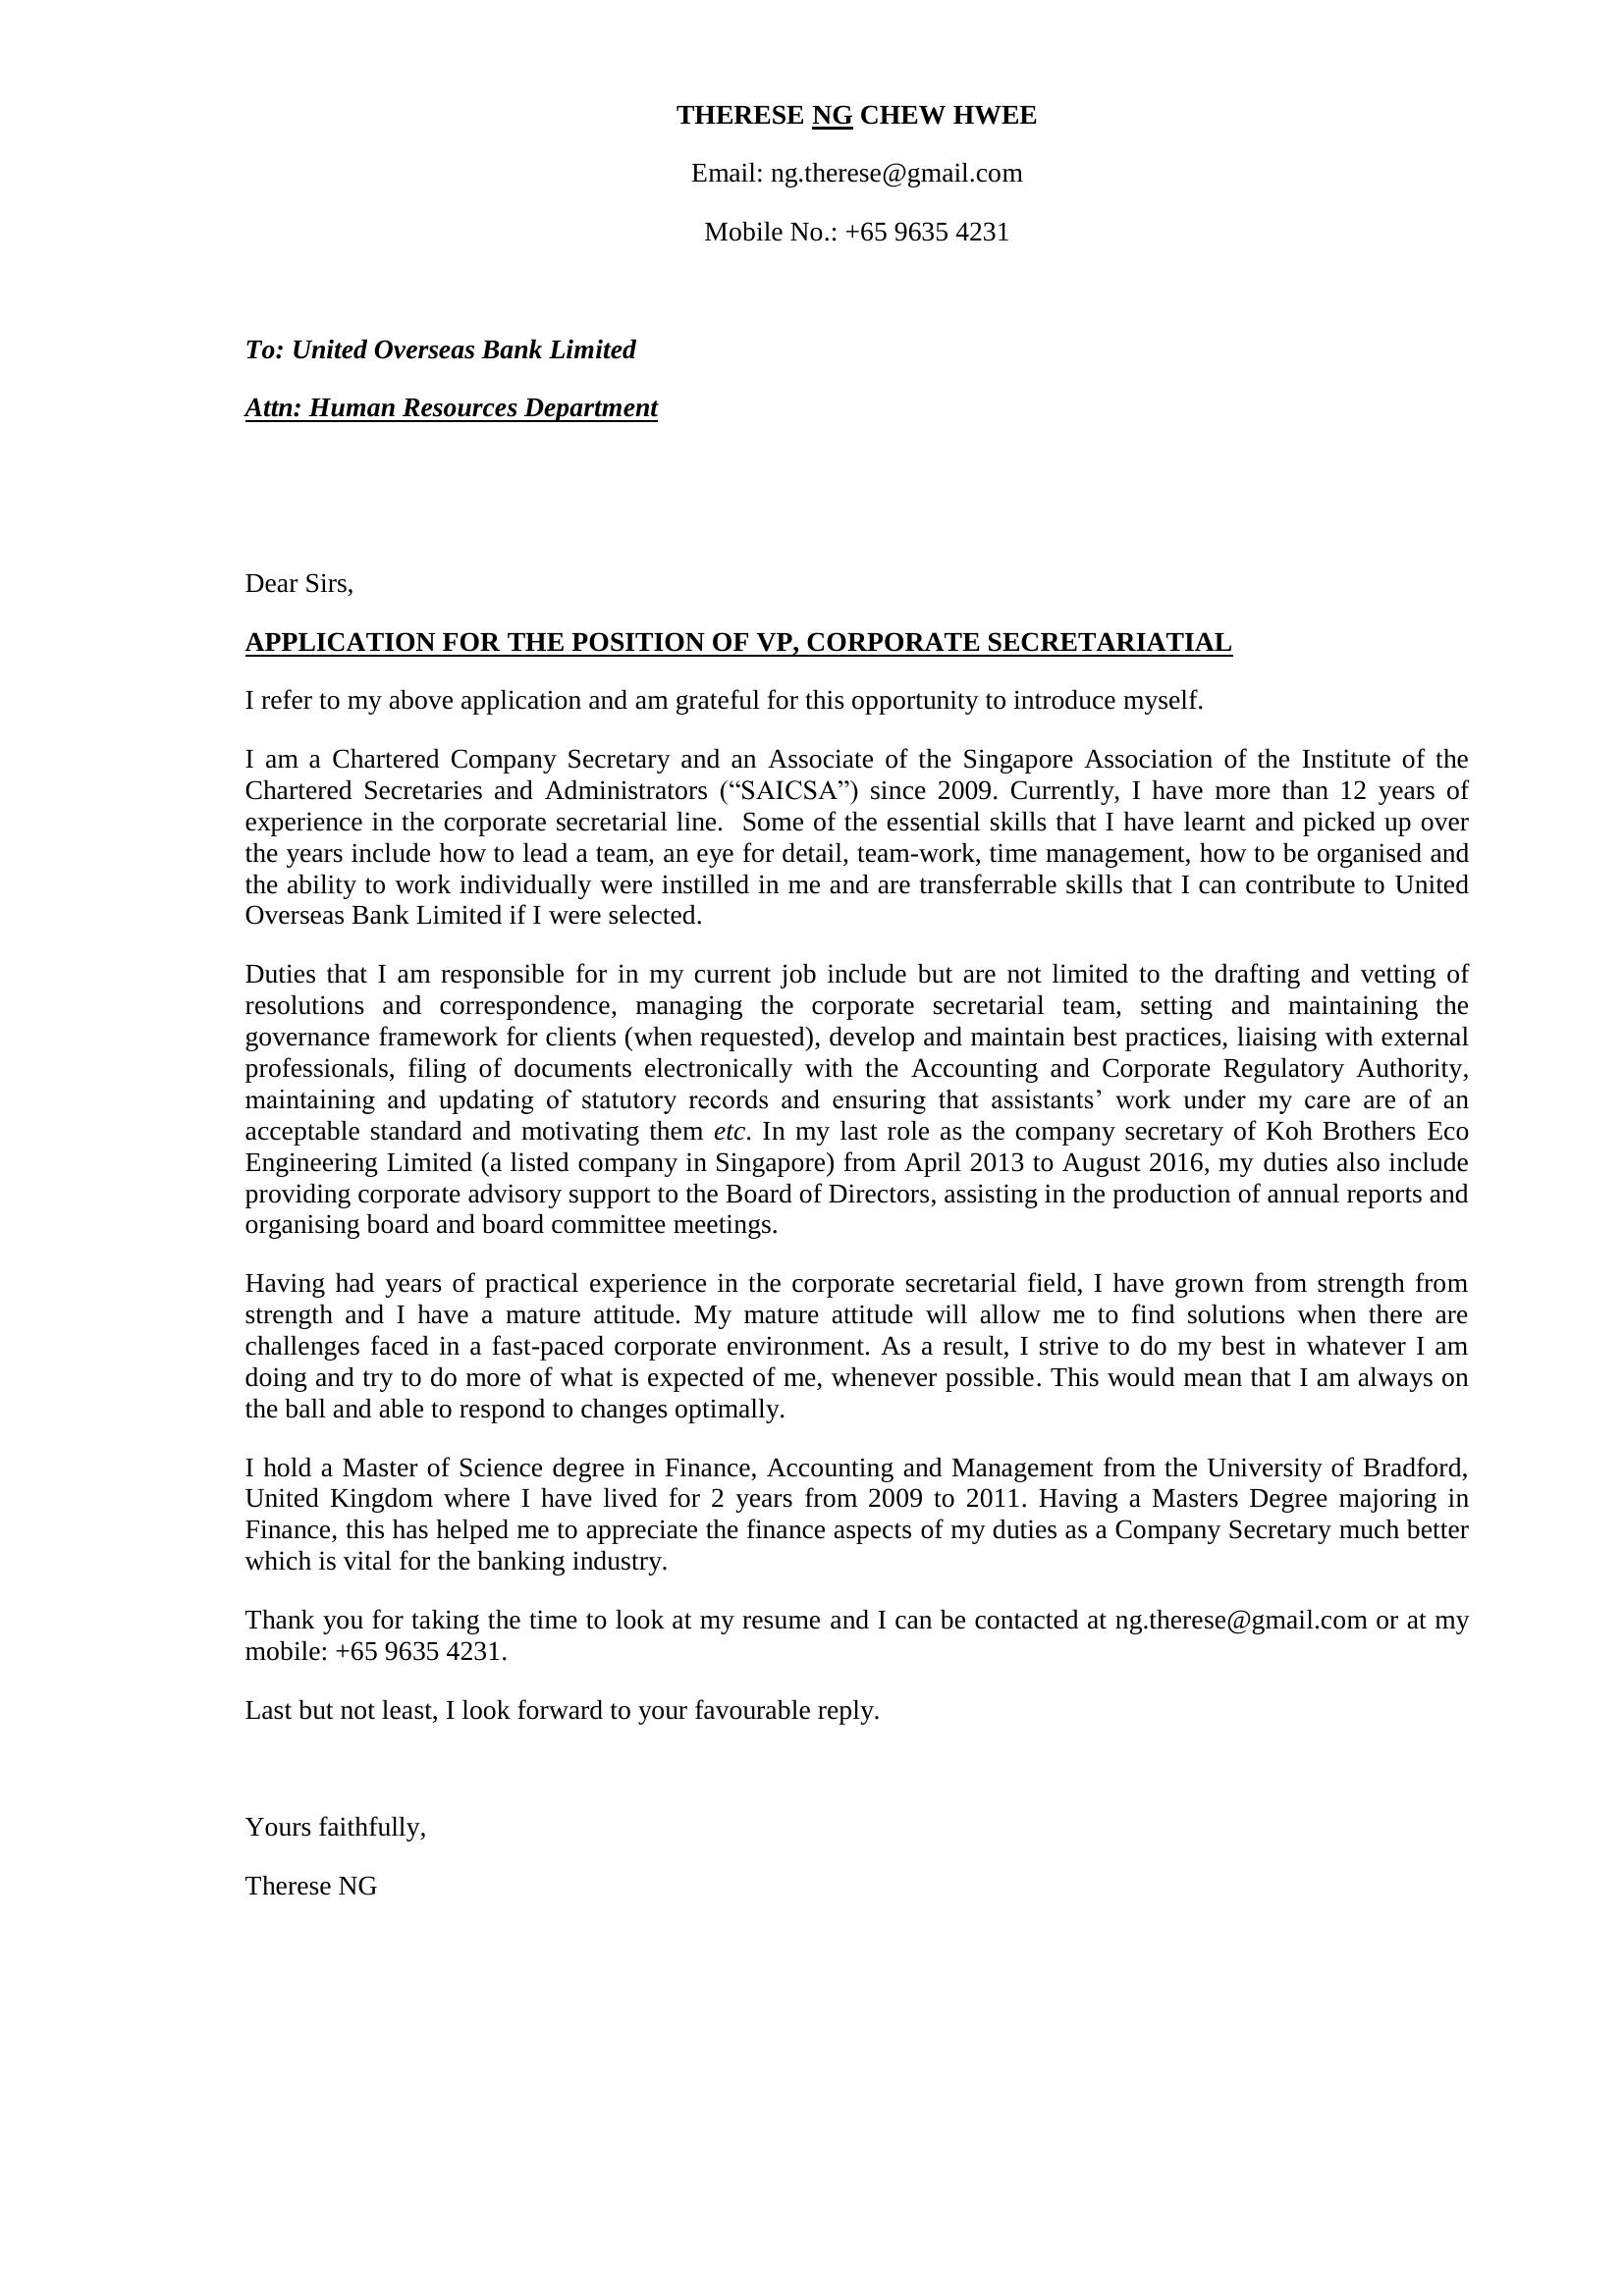 THERESE NG CHEW HWEE
Email: ng.therese@gmail.com
Mobile No.: +65 9635 4231
To: United Overseas Bank Limited
Attn: Human Resources Department
Dear Sirs,
APPLICATION FOR THE POSITION OF VP, CORPORATE SECRETARIATIAL
I refer to my above application and am grateful for this opportunity to introduce myself.
I am a Chartered Company Secretary and an Associate of the Singapore Association of the Institute of the
Chartered Secretaries and Administrators (“SAICSA”) since 2009. Currently, I have more than 12 years of
experience in the corporate secretarial line.  Some of the essential skills that I have learnt and picked up over
the years include how to lead a team, an eye for detail, team-work, time management, how to be organised and
the ability to work individually were instilled in me and are transferrable skills that I can contribute to United
Overseas Bank Limited if I were selected.
Duties that I am responsible for in my current job include but are not limited to the drafting and vetting of
resolutions and correspondence, managing the corporate secretarial team, setting and maintaining the
governance framework for clients (when requested), develop and maintain best practices, liaising with external
professionals, filing of documents electronically with the Accounting and Corporate Regulatory Authority,
maintaining and updating of statutory records and ensuring that assistants’ work under my care are of an
acceptable standard and motivating them etc. In my last role as the company secretary of Koh Brothers Eco
Engineering Limited (a listed company in Singapore) from April 2013 to August 2016, my duties also include
providing corporate advisory support to the Board of Directors, assisting in the production of annual reports and
organising board and board committee meetings.
Having had years of practical experience in the corporate secretarial field, I have grown from strength from
strength and I have a mature attitude. My mature attitude will allow me to find solutions when there are
challenges faced in a fast-paced corporate environment. As a result, I strive to do my best in whatever I am
doing and try to do more of what is expected of me, whenever possible. This would mean that I am always on
the ball and able to respond to changes optimally.
I hold a Master of Science degree in Finance, Accounting and Management from the University of Bradford,
United Kingdom where I have lived for 2 years from 2009 to 2011. Having a Masters Degree majoring in
Finance, this has helped me to appreciate the finance aspects of my duties as a Company Secretary much better
which is vital for the banking industry.
Thank you for taking the time to look at my resume and I can be contacted at ng.therese@gmail.com or at my
mobile: +65 9635 4231.
Last but not least, I look forward to your favourable reply.
Yours faithfully,
Therese NG